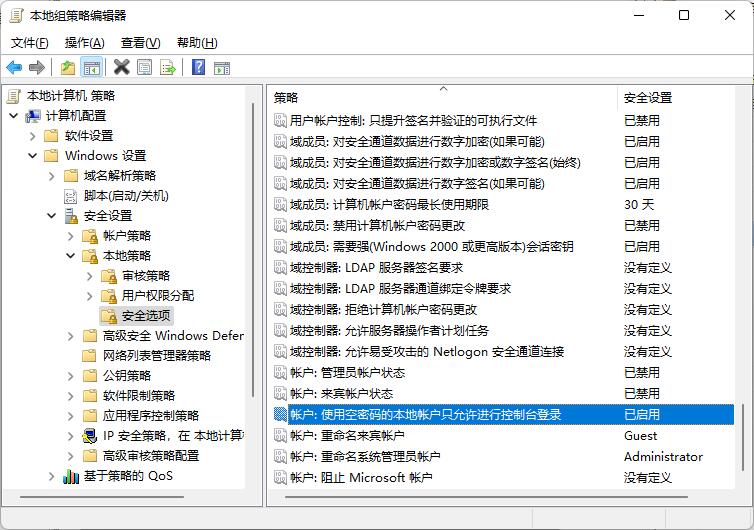 本地组策略编辑器
文件(F) 操作(A) 查看(V) 帮助(H)
本地计算机 策略
计算机配置
软件设置
Windows 设置
域名解析策略
脚本(启动/关机)
安全设置
帐户策略
本地策略
审核策略
用户权限分配
安全选项
高级安全 Windows Defer
网络列表管理器策略
公钥策略
软件限制策略
应用程序控制策略
IP 安全策略，在 本地计算
高级审核策略配置
基于策略的 QoS
策略 安全设置
用户帐户控制: 只提升签名并验证的可执行文件 已禁用
域成员: 对安全通道数据进行数字加密(如果可能) 已启用
域成员: 对安全通道数据进行数字加密或数字签名(始终) 已启用
域成员: 对安全通道数据进行数字签名(如果可能) 已启用
域成员: 计算机帐户密码最长使用期限 30 天
域成员: 禁用计算机帐户密码更改 已禁用
域成员: 需要强(Windows 2000 或更高版本)会话密钥 已启用
域控制器: LDAP 服务器签名要求 没有定义
域控制器: LDAP 服务器通道绑定令牌要求 没有定义
域控制器: 拒绝计算机帐户密码更改 没有定义
域控制器: 允许服务器操作者计划任务 没有定义
域控制器: 允许易受攻击的 Netlogon 安全通道连接 没有定义
帐户: 管理员帐户状态 已禁用
帐户: 来宾帐户状态 已禁用
帐户: 使用空密码的本地帐户只允许进行控制台登录 已启用
帐户: 重命名来宾帐户 Guest
帐户: 重命名系统管理员帐户 Administrator
帐户: 阻止 Microsoft 帐户 没有定义